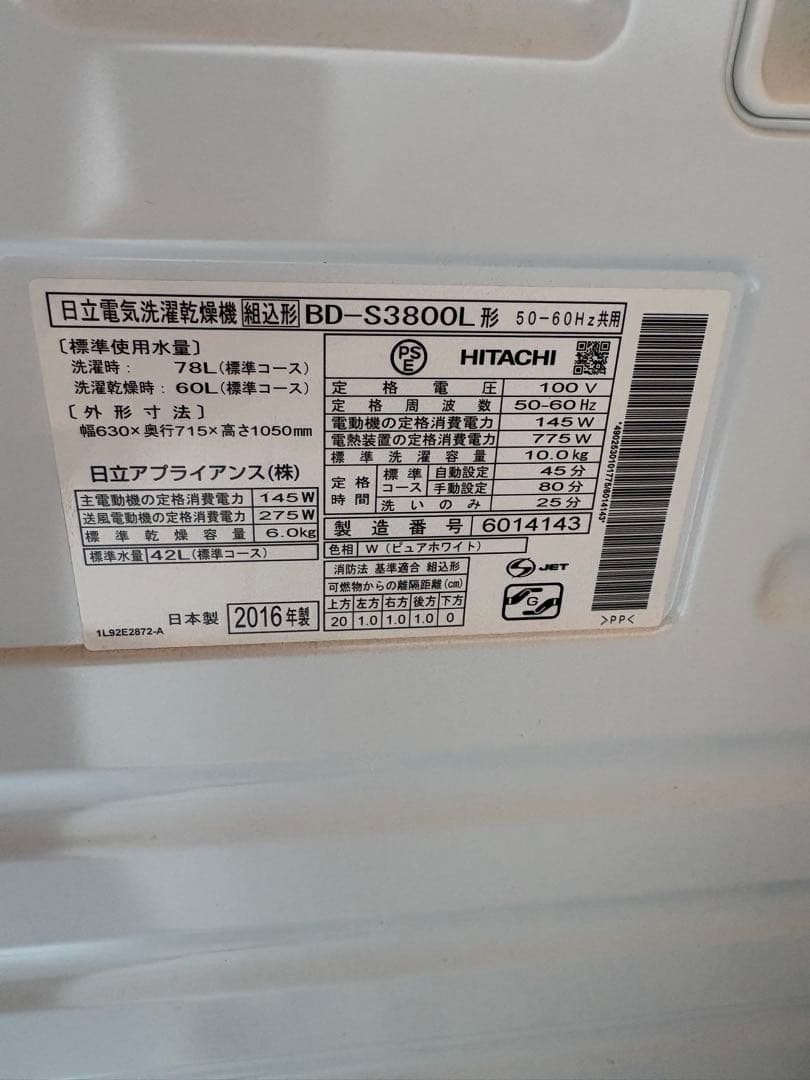 日立電気洗濯乾燥機 組込形 BD-S3800L形 50-60Hz共用
〔標準使用水量〕
洗濯時： 78L(標準コース)
洗濯乾燥時：60L(標準コース)
〔外形寸法〕
幅630×奥行715×高さ1050mm
日立アプライアンス(株)
主電動機の定格消費電力 145W
送風電動機の定格消費電力 275W
標準乾燥容量 6.0kg
標準水量 42L(標準コース)
日本製 2016年製
1L92E2872-A
PSE HITACHI
定格電圧 100V
定格周波数 50-60Hz
電動機の定格消費電力 145W
電熱装置の定格消費電力 775W
標準洗濯容量 10.0kg
定格時間 標準コース 自動設定 45分
手動設定 80分
洗いのみ 25分
製造番号 6014143
色相 W（ピュアホワイト）
消防法 基準適合 組込形
可燃物からの離隔距離(cm)
上方 左方 右方 後方 下方
20 1.0 1.0 1.0 0
S JET
G
>PP<